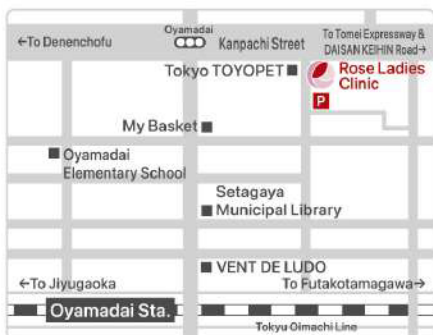 Oyamadai
To Tomei Expressway &
←To Denenchofu
Kanpachi Street
DAISAN KEIHIN Road→
Tokyo TOYOPET
Rose Ladies
Clinic
P
My Basket
Oyamadai
Elementary School
Setagaya
Municipal Library
VENT DE LUDO
←To Jiyugaoka
To Futakotamagawa→
Oyamadai Sta.
Tokyu Oimachi Line